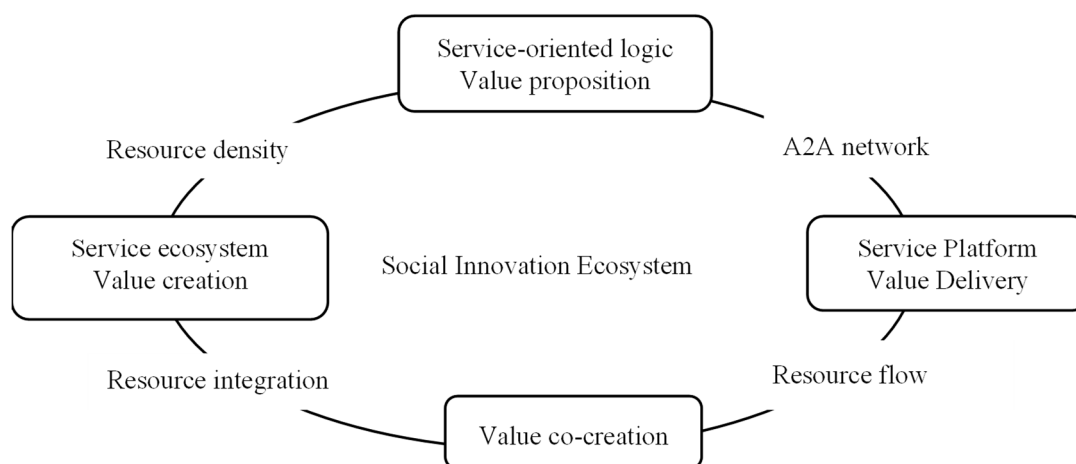 Service-oriented logic
Value proposition
Resource density
A2A network
Service ecosystem
Value creation
Social Innovation Ecosystem
Service Platform
Value Delivery
Resource integration
Resource flow
Value co-creation